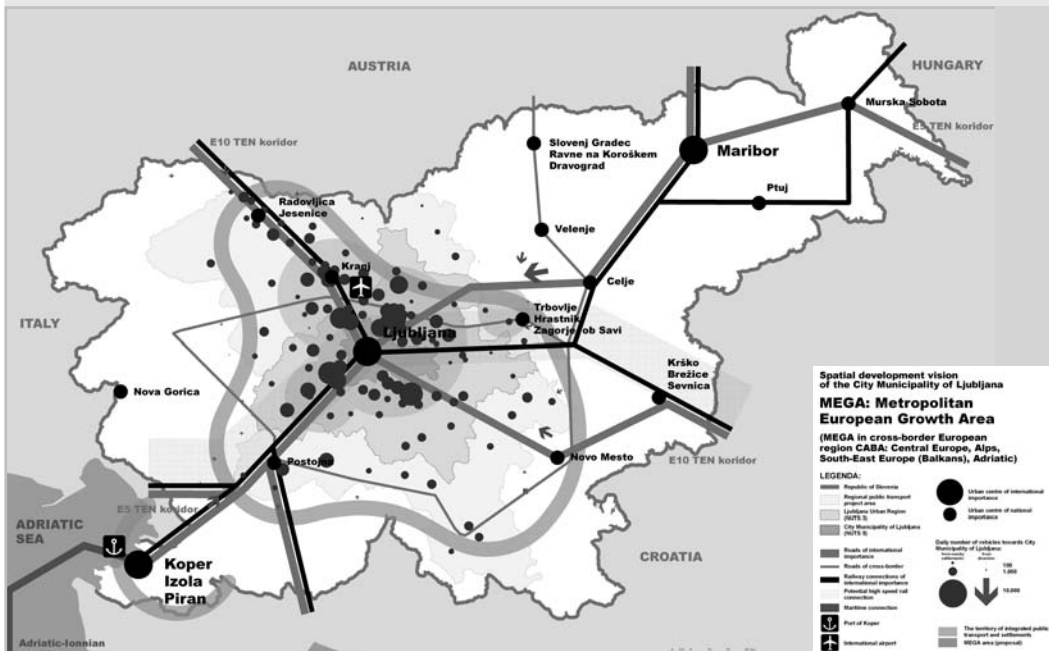 AUSTRIA
HUNGARY
Murska Sobota
E10 TEN koridor
E5 TEN koridor
Slovenj Gradec
Ravne na Koroškem
Dravograd
Maribor
Ptuj
Radovljica
Jesenice
Velenje
Kranj
Celje
ITALY
Trbovlje
Hrastnik
Zagorje ob Savi
Ljubljana
Krško
Brežice
Sevnica
Nova Gorica
Postojna
Novo Mesto
E10 TEN koridor
E5 TEN koridor
ADRIATIC
SEA
CROATIA
Koper
Izola
Piran
Adriatic-Ionnian
Spatial development vision
of the City Municipality of Ljubljana
MEGA: Metropolitan
European Growth Area
(MEGA in cross-border European
region CABA: Central Europe, Alps,
South-East Europe (Balkans), Adriatic)
LEGENDA:
Republic of Slovenia
Regional public transport
project area
Ljubljana Urban Region
(NUTS 3)
City Municipality of Ljubljana
Roads of international
importance
Roads of cross-border
Railway connections of
international importance
Potential high speed rail
connection
Maritime connection
Port of Koper
International airport
Urban centre of international
importance
Urban centre of national
importance
Daily number of vehicles towards City
Municipality of Ljubljana:
100
1.000
10.000
The territory of integrated public
transport and settlements
MEGA area (proposal)